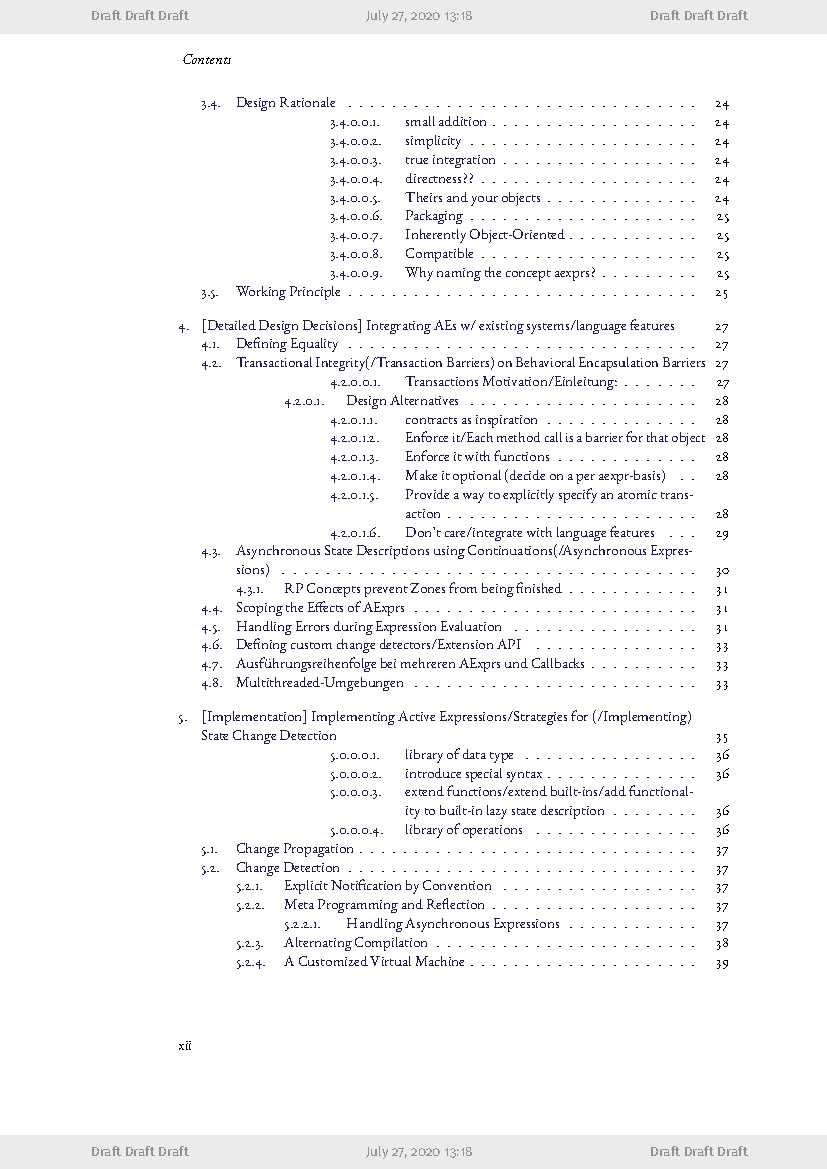 Draft Draft Draft July 27, 2020 13:18 Draft Draft Draft
Contents
3.4. Design Rationale . . . . . . . . . . . . . . . . . . . . . . . . . . . . . . . . 24
3.4.0.0.1. small addition . . . . . . . . . . . . . . . . . . . 24
3.4.0.0.2. simplicity . . . . . . . . . . . . . . . . . . . . . 24
3.4.0.0.3. true integration . . . . . . . . . . . . . . . . . . 24
3.4.0.0.4. directness?? . . . . . . . . . . . . . . . . . . . . 24
3.4.0.0.5. Theirs and your objects . . . . . . . . . . . . . . 24
3.4.0.0.6. Packaging . . . . . . . . . . . . . . . . . . . . . 25
3.4.0.0.7. Inherently Object-Oriented . . . . . . . . . . . . 25
3.4.0.0.8. Compatible . . . . . . . . . . . . . . . . . . . . 25
3.4.0.0.9. Why naming the concept aexprs? . . . . . . . . . 25
3.5. Working Principle . . . . . . . . . . . . . . . . . . . . . . . . . . . . . . . . 25
4. [Detailed Design Decisions] Integrating AEs w/ existing systems/language features 27
4.1. Defining Equality . . . . . . . . . . . . . . . . . . . . . . . . . . . . . . . . 27
4.2. Transactional Integrity(/Transaction Barriers) on Behavioral Encapsulation Barriers 27
4.2.0.0.1. Transactions Motivation/Einleitung: . . . . . . . 27
4.2.0.1. Design Alternatives . . . . . . . . . . . . . . . . . . . . . 28
4.2.0.1.1. contracts as inspiration . . . . . . . . . . . . . . 28
4.2.0.1.2. Enforce it/Each method call is a barrier for that object 28
4.2.0.1.3. Enforce it with functions . . . . . . . . . . . . . 28
4.2.0.1.4. Make it optional (decide on a per aexpr-basis) . . 28
4.2.0.1.5. Provide a way to explicitly specify an atomic trans-
action . . . . . . . . . . . . . . . . . . . . . . . 28
4.2.0.1.6. Don't care/integrate with language features . . . 29
4.3. Asynchronous State Descriptions using Continuations(/Asynchronous Expres-
sions) . . . . . . . . . . . . . . . . . . . . . . . . . . . . . . . . . . . . . . 30
4.3.1. RP Concepts prevent Zones from being finished . . . . . . . . . . . . 31
4.4. Scoping the Effects of AExprs . . . . . . . . . . . . . . . . . . . . . . . . . . 31
4.5. Handling Errors during Expression Evaluation . . . . . . . . . . . . . . . . . 31
4.6. Defining custom change detectors/Extension API . . . . . . . . . . . . . . . 33
4.7. Ausführungsreihenfolge bei mehreren AExprs und Callbacks . . . . . . . . . . 33
4.8. Multithreaded-Umgebungen . . . . . . . . . . . . . . . . . . . . . . . . . . 33
5. [Implementation] Implementing Active Expressions/Strategies for (/Implementing)
State Change Detection 35
5.0.0.0.1. library of data type . . . . . . . . . . . . . . . . 36
5.0.0.0.2. introduce special syntax . . . . . . . . . . . . . . 36
5.0.0.0.3. extend functions/extend built-ins/add functional-
ity to built-in lazy state description . . . . . . . . 36
5.0.0.0.4. library of operations . . . . . . . . . . . . . . . 36
5.1. Change Propagation . . . . . . . . . . . . . . . . . . . . . . . . . . . . . . . 37
5.2. Change Detection . . . . . . . . . . . . . . . . . . . . . . . . . . . . . . . . 37
5.2.1. Explicit Notification by Convention . . . . . . . . . . . . . . . . . . 37
5.2.2. Meta Programming and Reflection . . . . . . . . . . . . . . . . . . . 37
5.2.2.1. Handling Asynchronous Expressions . . . . . . . . . . . . 37
5.2.3. Alternating Compilation . . . . . . . . . . . . . . . . . . . . . . . . 38
5.2.4. A Customized Virtual Machine . . . . . . . . . . . . . . . . . . . . . 39
xii
Draft Draft Draft July 27, 2020 13:18 Draft Draft Draft